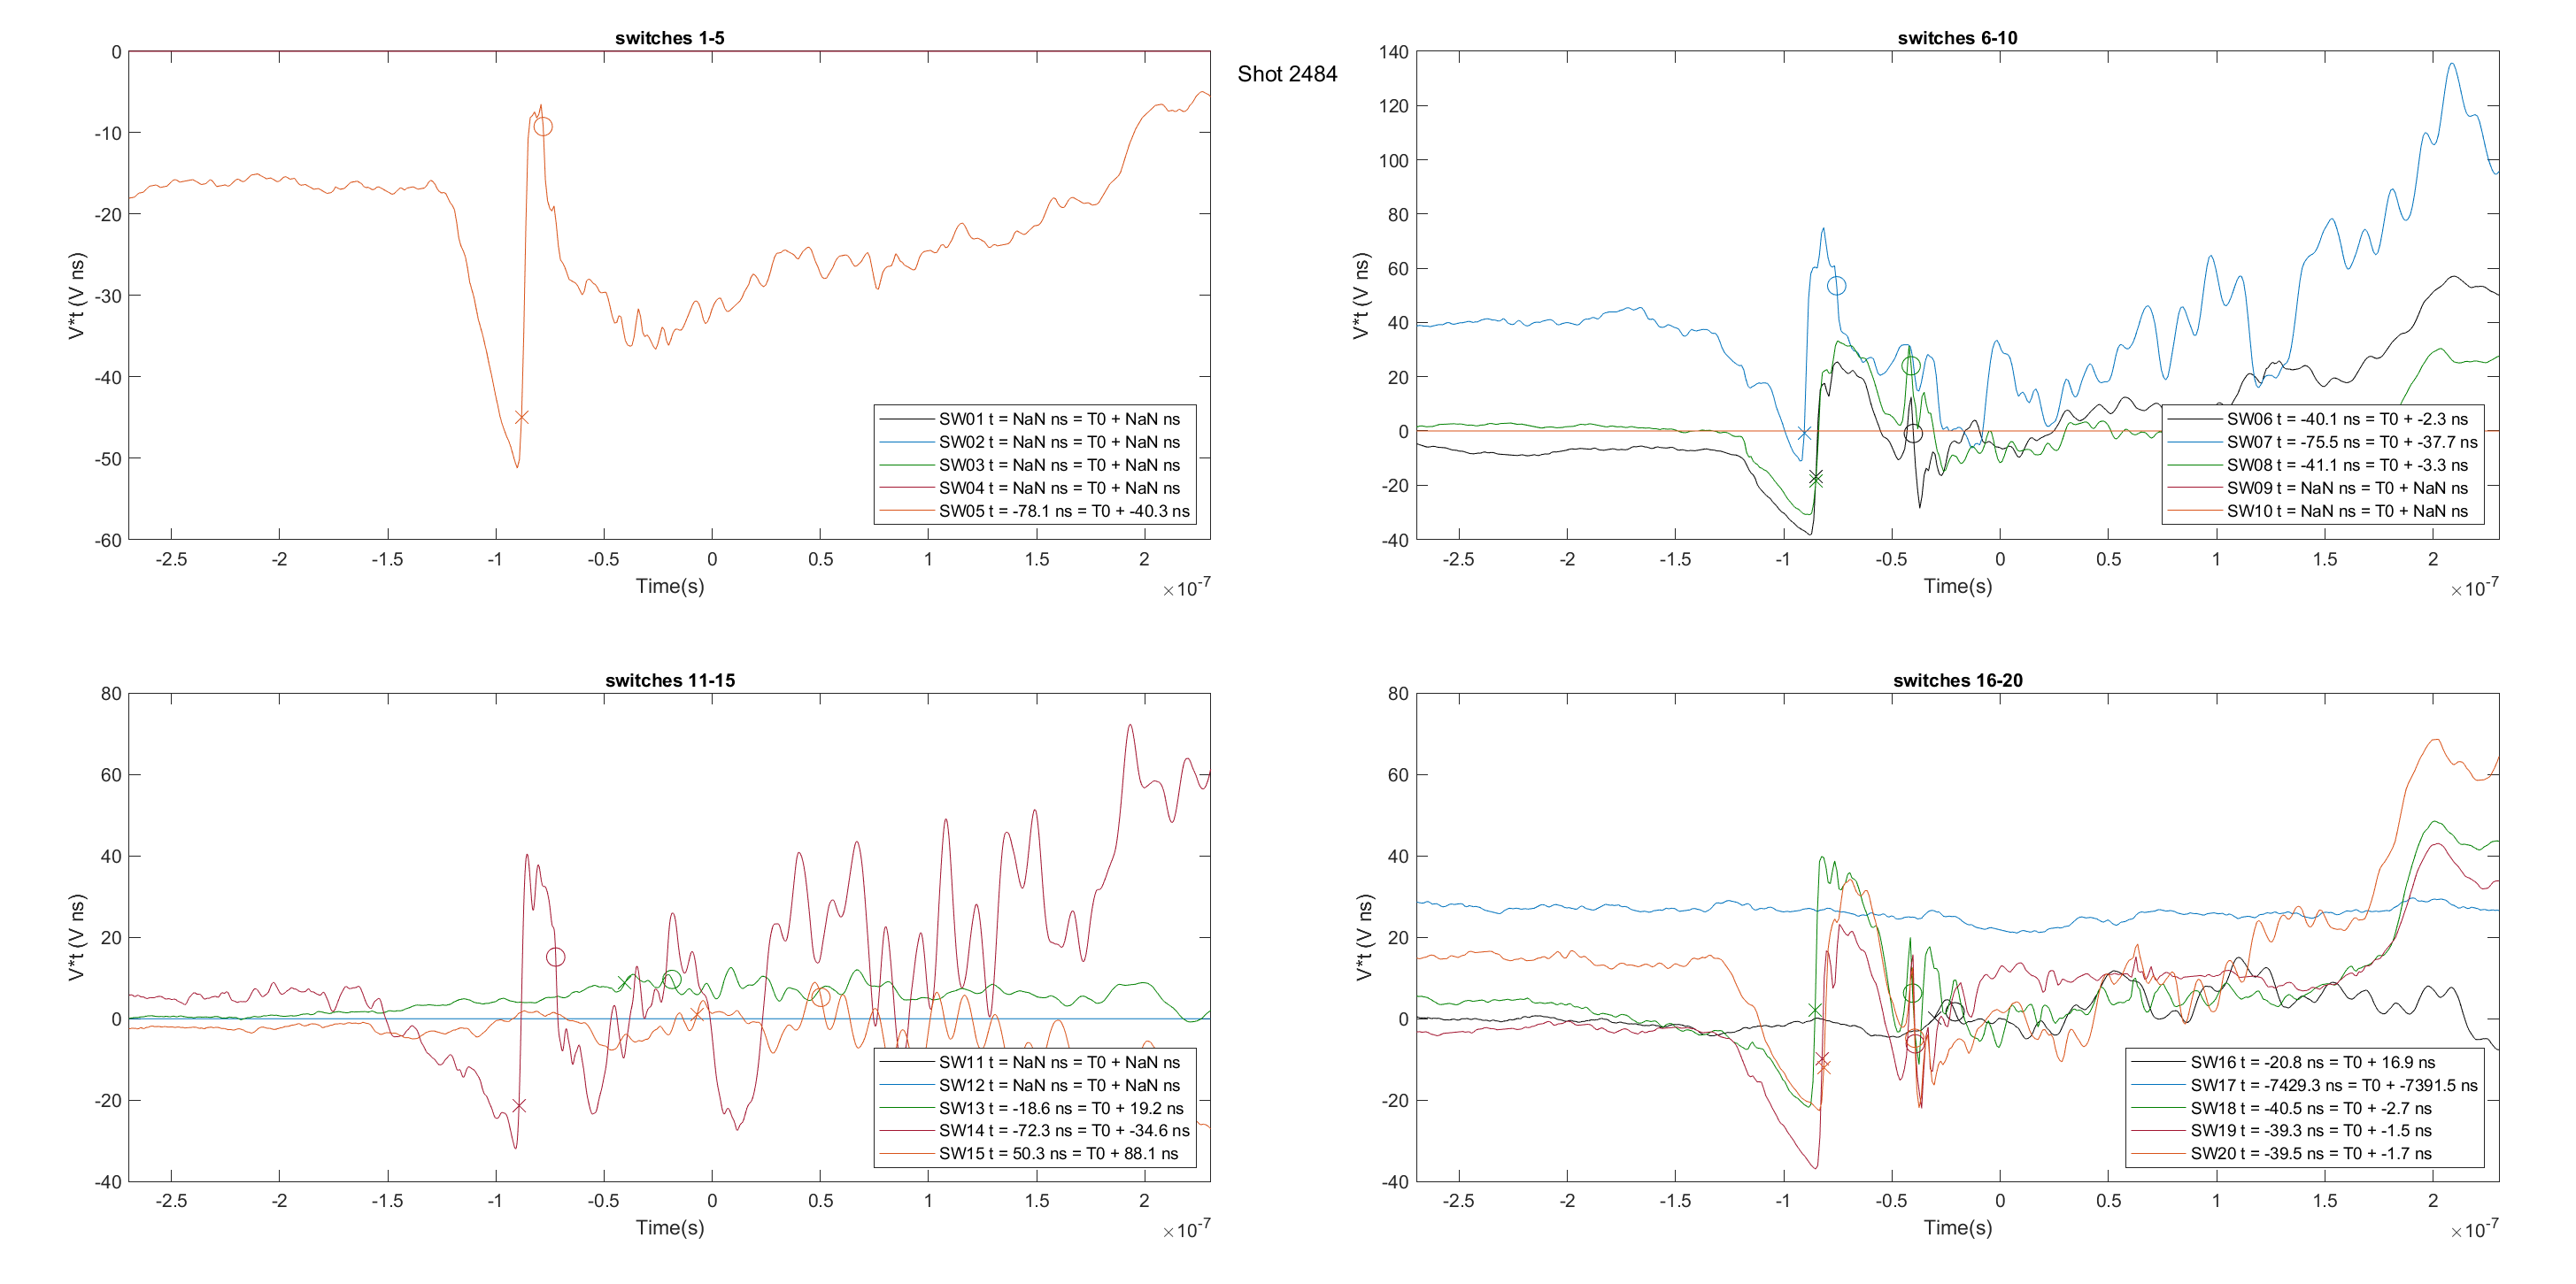 Shot 2484
switches 1-5
V*t (V ns)
0
-10
-20
-30
-40
-50
-60
-2.5 -2 -1.5 -1 -0.5 0 0.5 1 1.5 2
Time(s)
×10-7
SW01 t = NaN ns = T0 + NaN ns
SW02 t = NaN ns = T0 + NaN ns
SW03 t = NaN ns = T0 + NaN ns
SW04 t = NaN ns = T0 + NaN ns
SW05 t = -78.1 ns = T0 + -40.3 ns
switches 6-10
V*t (V ns)
140
120
100
80
60
40
20
0
-20
-40
-2.5 -2 -1.5 -1 -0.5 0 0.5 1 1.5 2
Time(s)
×10-7
SW06 t = -40.1 ns = T0 + -2.3 ns
SW07 t = -75.5 ns = T0 + -37.7 ns
SW08 t = -41.1 ns = T0 + -3.3 ns
SW09 t = NaN ns = T0 + NaN ns
SW10 t = NaN ns = T0 + NaN ns
switches 11-15
V*t (V ns)
80
60
40
20
0
-20
-40
-2.5 -2 -1.5 -1 -0.5 0 0.5 1 1.5 2
Time(s)
×10-7
SW11 t = NaN ns = T0 + NaN ns
SW12 t = NaN ns = T0 + NaN ns
SW13 t = -18.6 ns = T0 + 19.2 ns
SW14 t = -72.3 ns = T0 + -34.6 ns
SW15 t = 50.3 ns = T0 + 88.1 ns
switches 16-20
V*t (V ns)
80
60
40
20
0
-20
-40
-2.5 -2 -1.5 -1 -0.5 0 0.5 1 1.5 2
Time(s)
×10-7
SW16 t = -20.8 ns = T0 + 16.9 ns
SW17 t = -7429.3 ns = T0 + -7391.5 ns
SW18 t = -40.5 ns = T0 + -2.7 ns
SW19 t = -39.3 ns = T0 + -1.5 ns
SW20 t = -39.5 ns = T0 + -1.7 ns